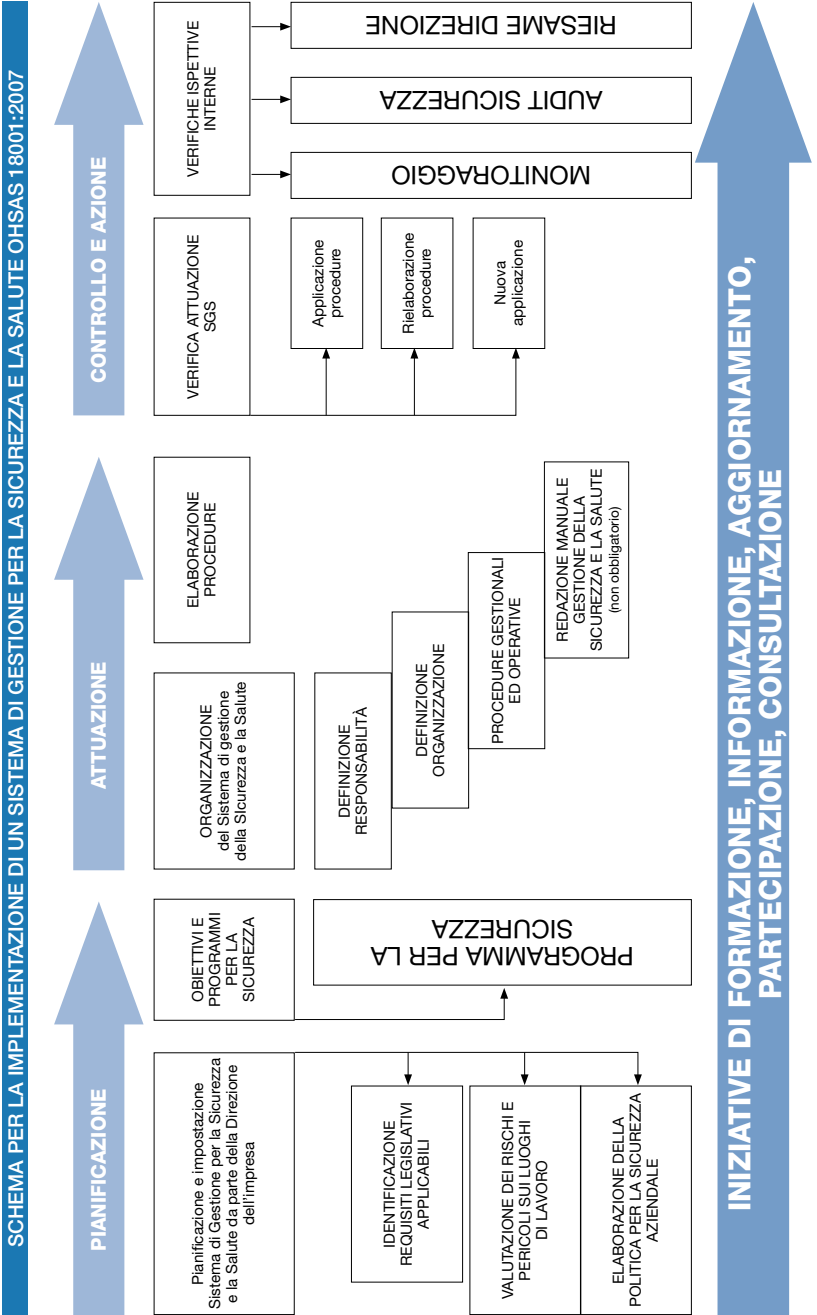 SCHEMA PER LA IMPLEMENTAZIONE DI UN SISTEMA DI GESTIONE PER LA SICUREZZA E LA SALUTE OHSAS 18001:2007
PIANIFICAZIONE
ATTUAZIONE
CONTROLLO E AZIONE
Pianificazione e impostazione
Sistema di Gestione per la Sicurezza
e la Salute da parte della Direzione
dell'impresa
OBIETTIVI E
PROGRAMMI
PER LA
SICUREZZA
ORGANIZZAZIONE
del Sistema di gestione
della SIcurezza e la Salute
ELABORAZIONE
PROCEDURE
VERIFICA ATTUAZIONE
SGS
VERIFICHE ISPETTIVE
INTERNE
IDENTIFICAZIONE
REQUISITI LEGISLATIVI
APPLICABILI
VALUTAZIONE DEI RISCHI E
PERICOLI SUI LUOGHI
DI LAVORO
ELABORAZIONE DELLA
POLITICA PER LA SICUREZZA
AZIENDALE
PROGRAMMA PER LA
SICUREZZA
DEFINIZIONE
RESPONSABILITÀ
DEFINIZIONE
ORGANIZZAZIONE
PROCEDURE GESTIONALI
ED OPERATIVE
REDAZIONE MANUALE
GESTIONE DELLA
SICUREZZA E LA SALUTE
(non obbligatorio)
Applicazione
procedure
Rielaborazione
procedure
Nuova
applicazione
MONITORAGGIO
AUDIT SICUREZZA
RIESAME DIREZIONE
INIZIATIVE DI FORMAZIONE, INFORMAZIONE, AGGIORNAMENTO,
PARTECIPAZIONE, CONSULTAZIONE